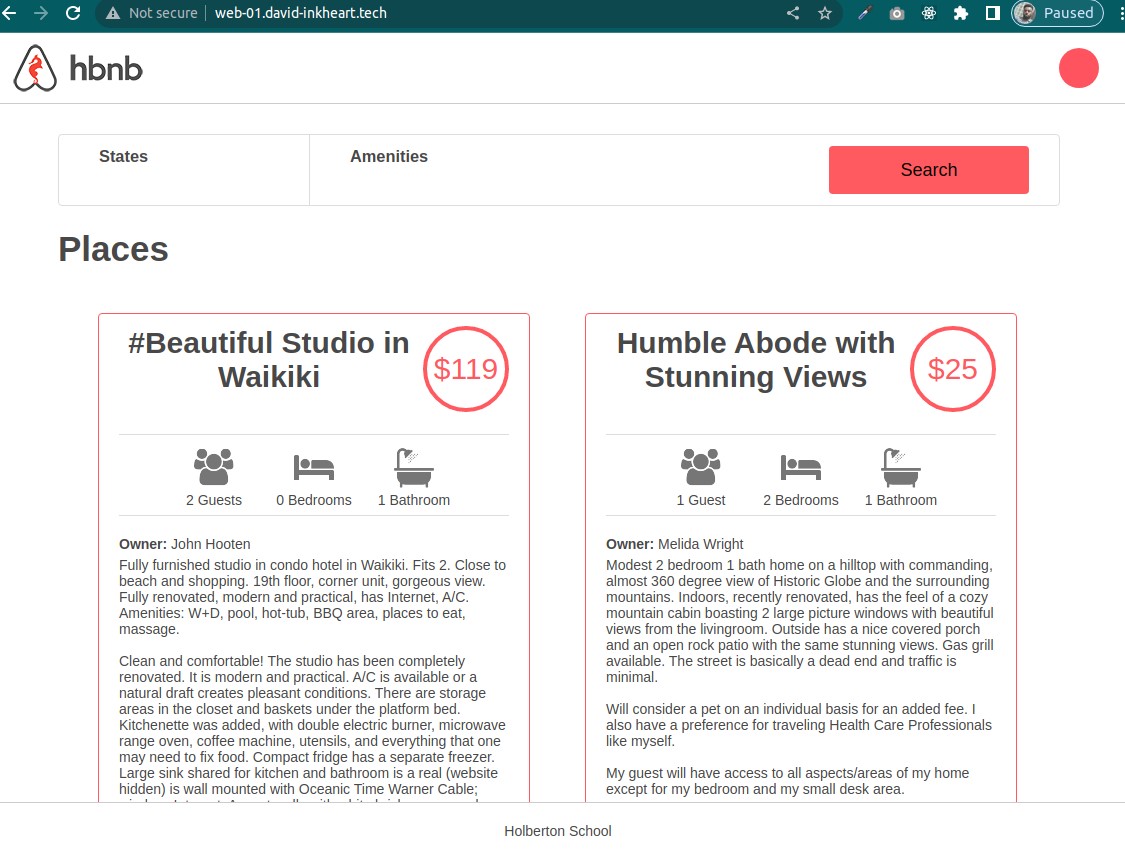 Not secure web-01.david-inkheart.tech Paused
hbnb
States Amenities Search
Places
#Beautiful Studio in
Waikiki
$119
2 Guests 0 Bedrooms 1 Bathroom
Owner: John Hooten
Fully furnished studio in condo hotel in Waikiki. Fits 2. Close to
beach and shopping. 19th floor, corner unit, gorgeous view.
Fully renovated, modern and practical, has Internet, A/C.
Amenities: W+D, pool, hot-tub, BBQ area, places to eat,
massage.
Clean and comfortable! The studio has been completely
renovated. It is modern and practical. A/C is available or a
natural draft creates pleasant conditions. There are storage
areas in the closet and baskets under the platform bed.
Kitchenette was added, with double electric burner, microwave
range oven, coffee machine, utensils, and everything that one
may need to fix food. Compact fridge has a separate freezer.
Large sink shared for kitchen and bathroom is a real (website
hidden) is wall mounted with Oceanic Time Warner Cable;
Humble Abode with
Stunning Views
$25
1 Guest 2 Bedrooms 1 Bathroom
Owner: Melida Wright
Modest 2 bedroom 1 bath home on a hilltop with commanding,
almost 360 degree view of Historic Globe and the surrounding
mountains. Indoors, recently renovated, has the feel of a cozy
mountain cabin boasting 2 large picture windows with beautiful
views from the livingroom. Outside has a nice covered porch
and an open rock patio with the same stunning views. Gas grill
available. The street is basically a dead end and traffic is
minimal.
Will consider a pet on an individual basis for an added fee. I
also have a preference for traveling Health Care Professionals
like myself.
My guest will have access to all aspects/areas of my home
except for my bedroom and my small desk area.
Holberton School